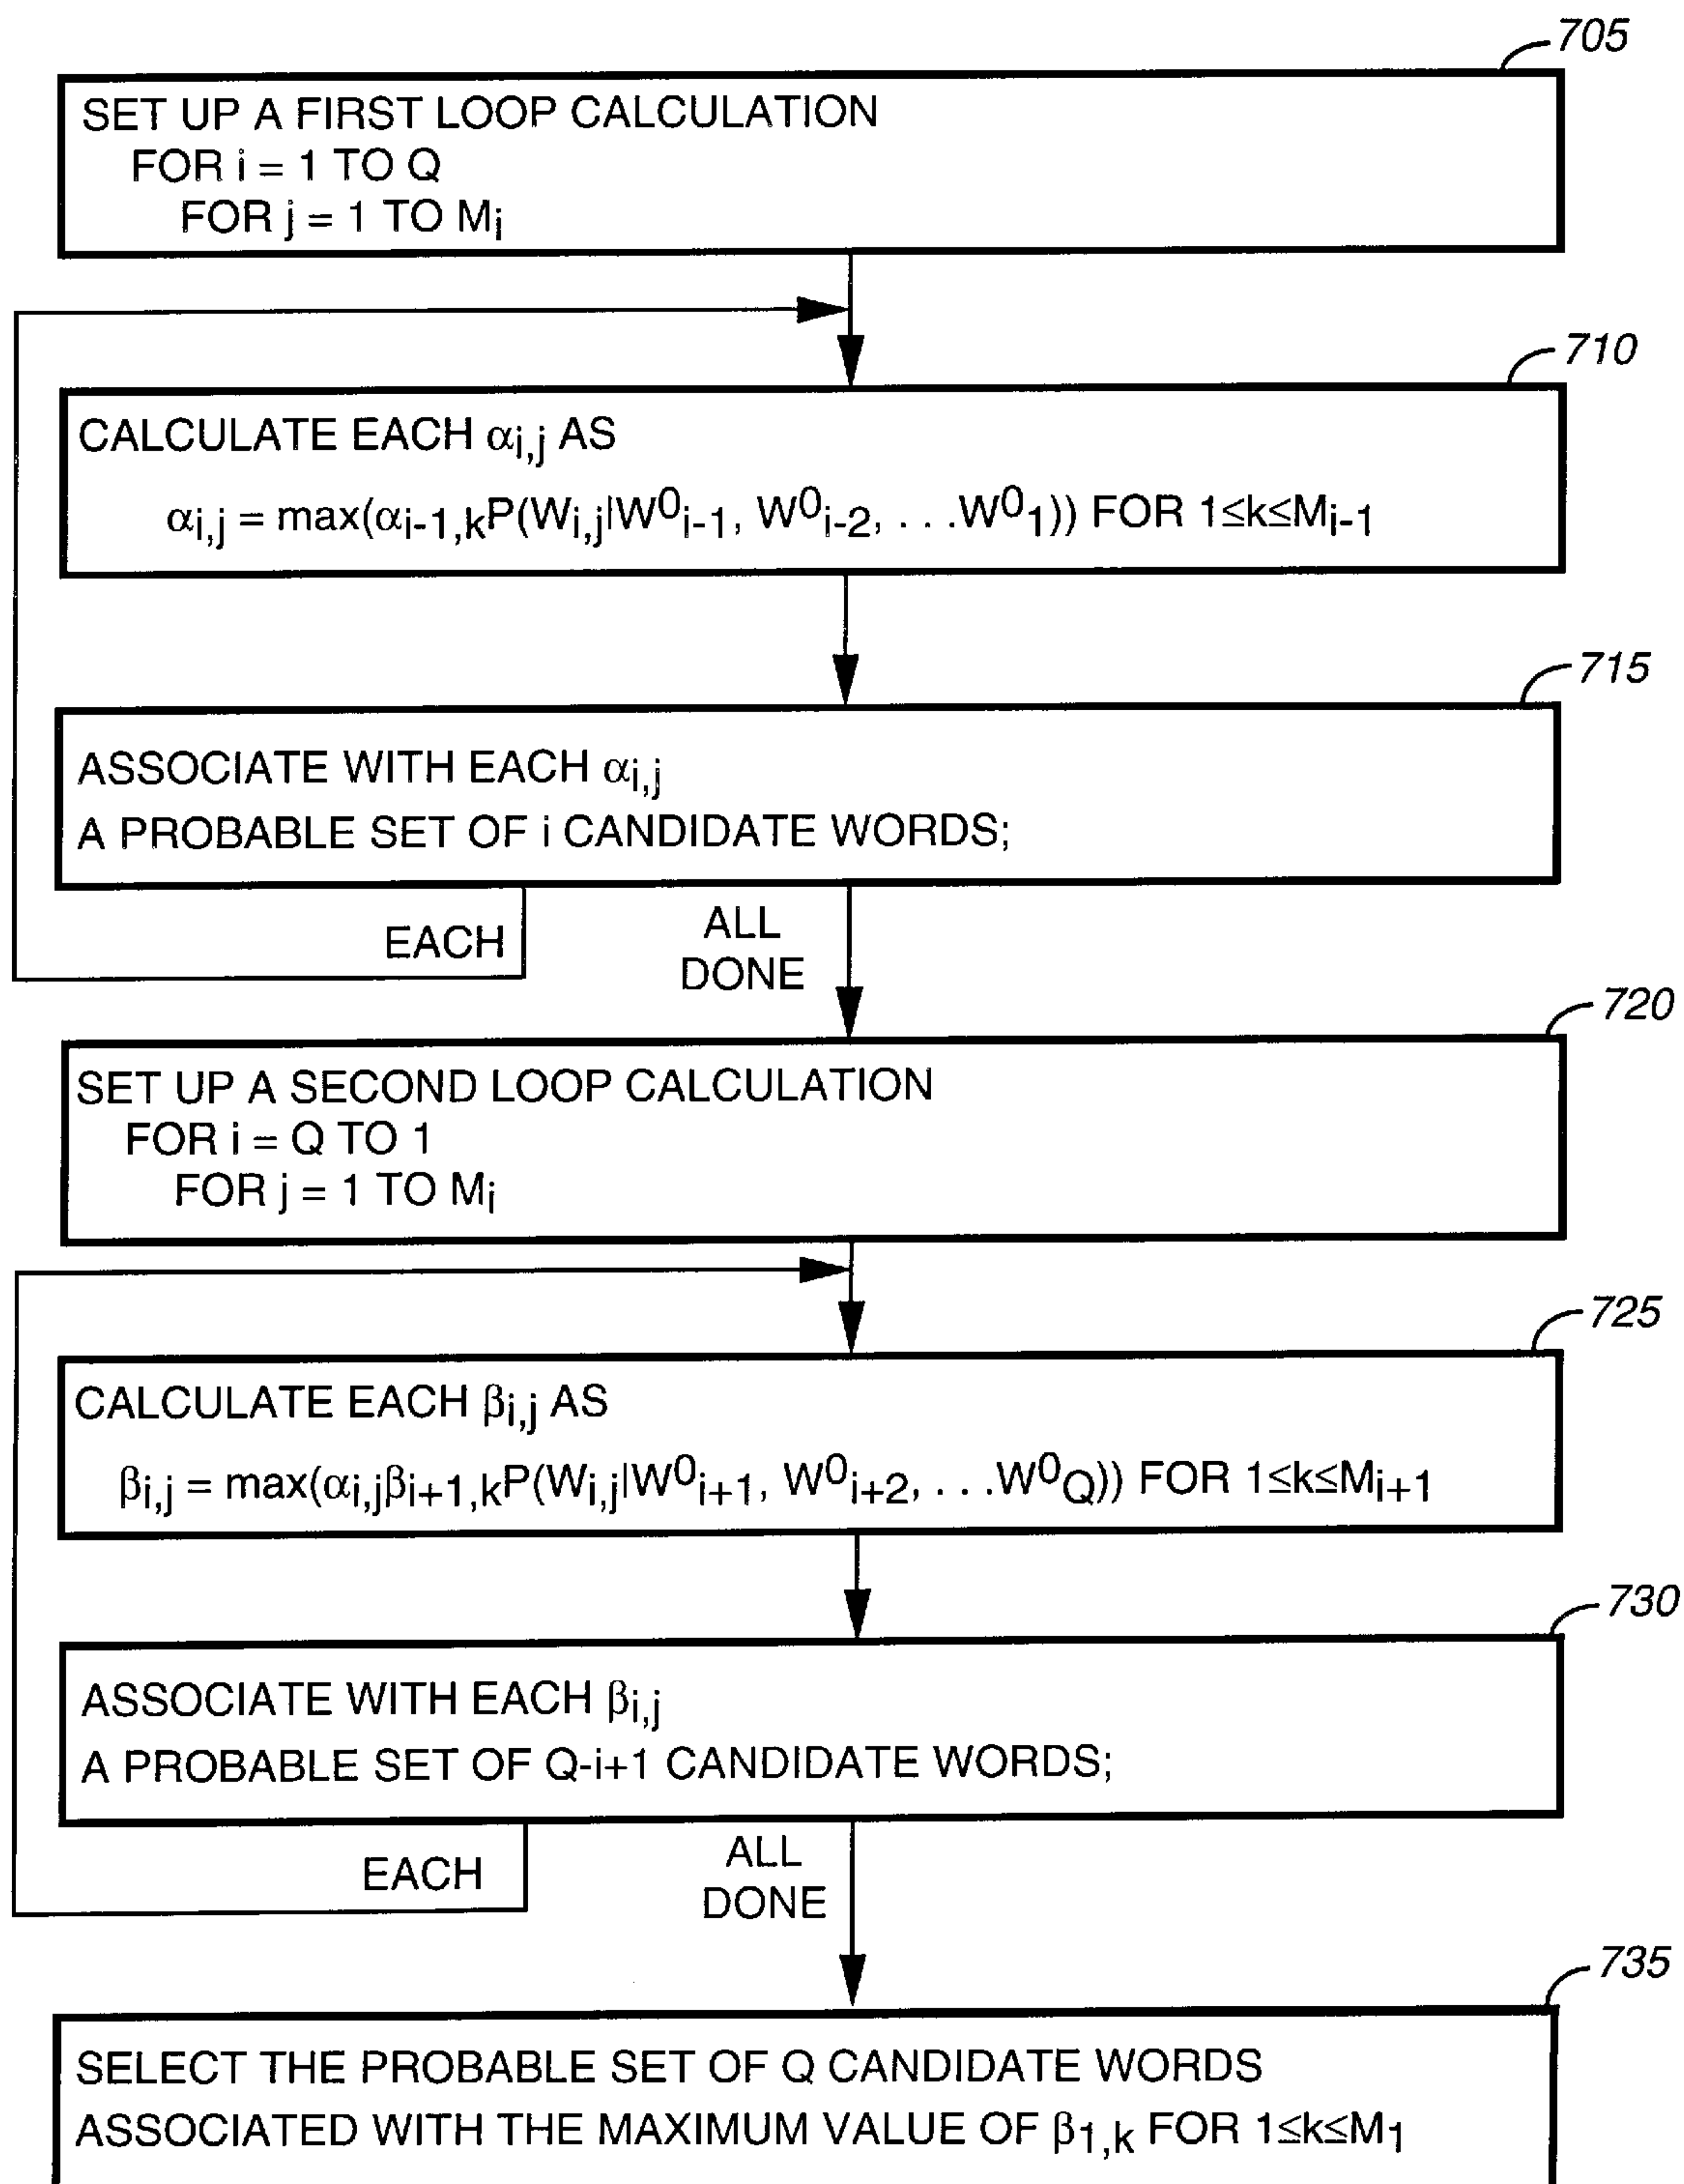 705
SET UP A FIRST LOOP CALCULATION
FOR i = 1 TO Q
FOR j = 1 TO Mi
710
CALCULATE EACH αi,j AS
αi,j = max(αi-1,kP(Wi,j|W⁰i-1, W⁰i-2, . . .W⁰1)) FOR 1≤k≤Mi-1
715
ASSOCIATE WITH EACH αi,j
A PROBABLE SET OF i CANDIDATE WORDS;
EACH
ALL
DONE
720
SET UP A SECOND LOOP CALCULATION
FOR i = Q TO 1
FOR j = 1 TO Mi
725
CALCULATE EACH βi,j AS
βi,j = max(αi,jβi+1,kP(Wi,j|W⁰i+1, W⁰i+2, . . .W⁰Q)) FOR 1≤k≤Mi+1
730
ASSOCIATE WITH EACH βi,j
A PROBABLE SET OF Q-i+1 CANDIDATE WORDS;
EACH
ALL
DONE
735
SELECT THE PROBABLE SET OF Q CANDIDATE WORDS
ASSOCIATED WITH THE MAXIMUM VALUE OF β1,k FOR 1≤k≤M1